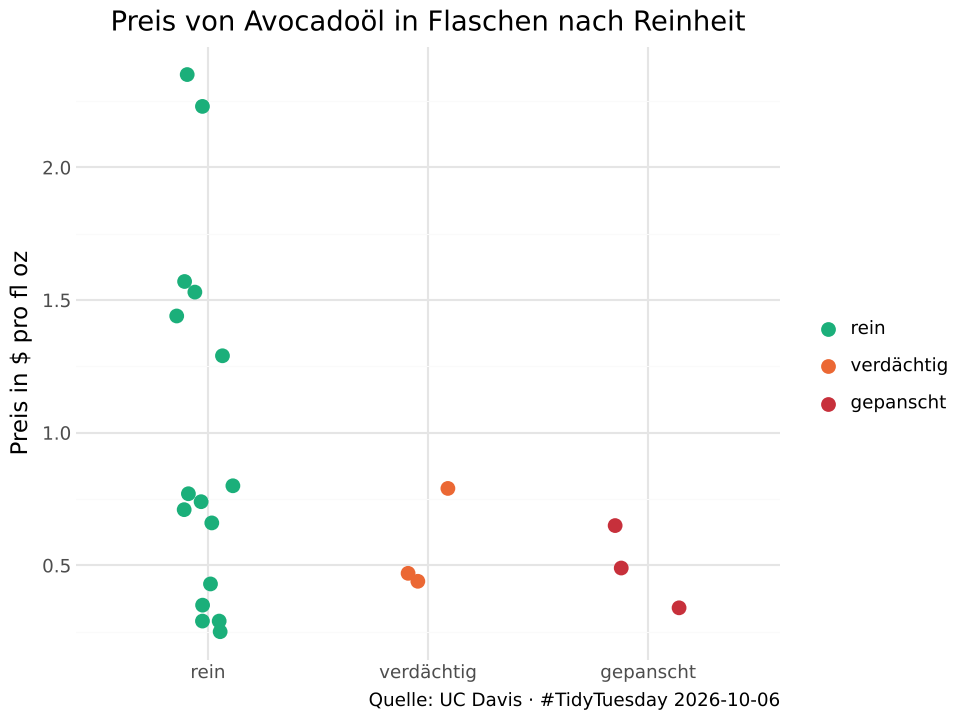 Preis von Avocadoöl in Flaschen nach Reinheit
Preis in $ pro fl oz
2.0
1.5
1.0
0.5
rein
verdächtig
gepanscht
rein
verdächtig
gepanscht
Quelle: UC Davis · #TidyTuesday 2026-10-06